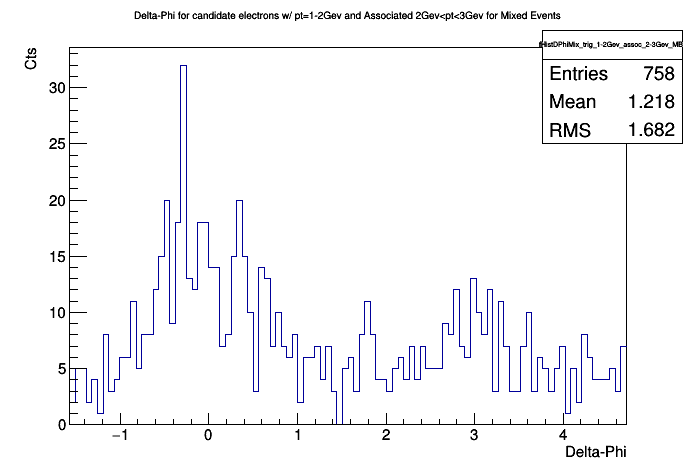 Delta-Phi for candidate electrons w/ pt=1-2Gev and Associated 2Gev<pt<3Gev for Mixed Events
fHistDPhiMix_trig_1-2Gev_assoc_2-3Gev_MB
Entries 758
Mean 1.218
RMS 1.682
Cts
30
25
20
15
10
5
0
−1 0 1 2 3 4
Delta-Phi